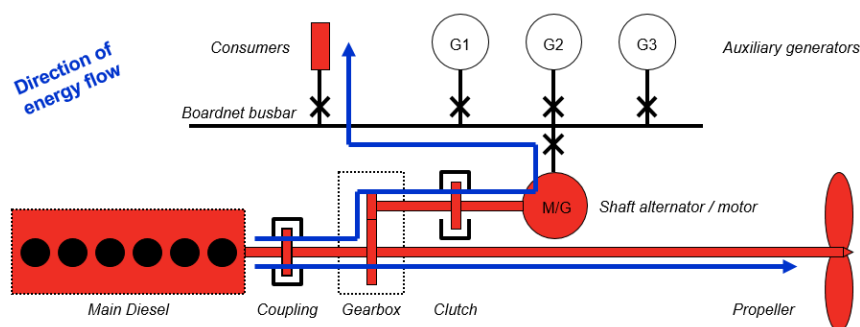 Direction of
energy flow
Consumers
G1
G2
G3
Auxiliary generators
Boardnet busbar
M/G
Shaft alternator / motor
Main Diesel
Coupling
Gearbox
Clutch
Propeller